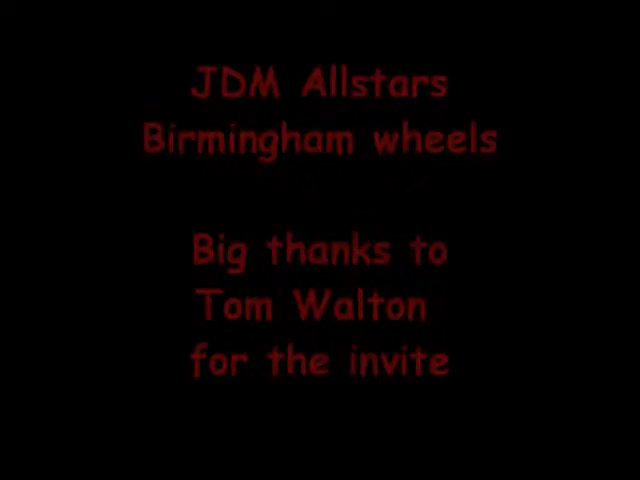 JDM Allstars
Birmingham wheels
Big thanks to
Tom Walton
for the invite